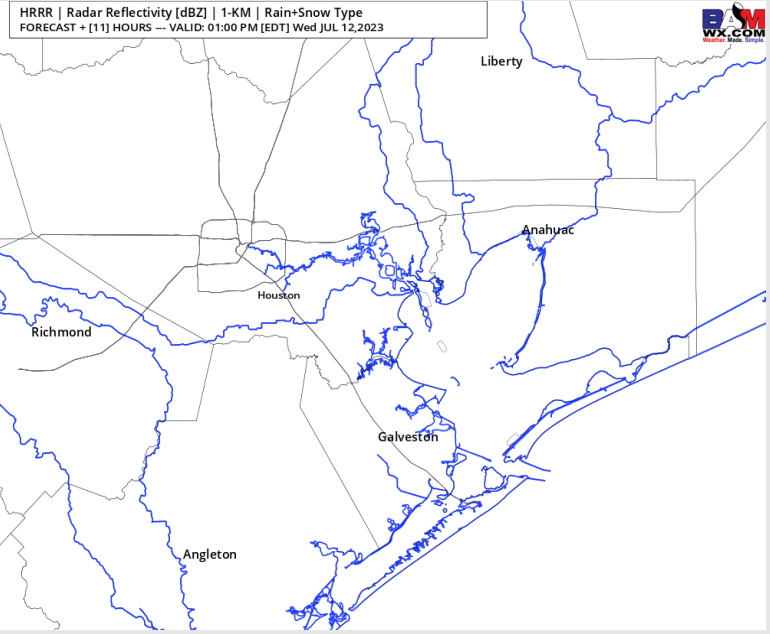 HRRR | Radar Reflectivity [dBZ] | 1-KM | Rain+Snow Type
FORECAST + [11] HOURS --- VALID: 01:00 PM [EDT] Wed JUL 12,2023
BAM
WX.COM
Weather. Made. Simple.
Liberty
Anahuac
Houston
Richmond
Galveston
Angleton